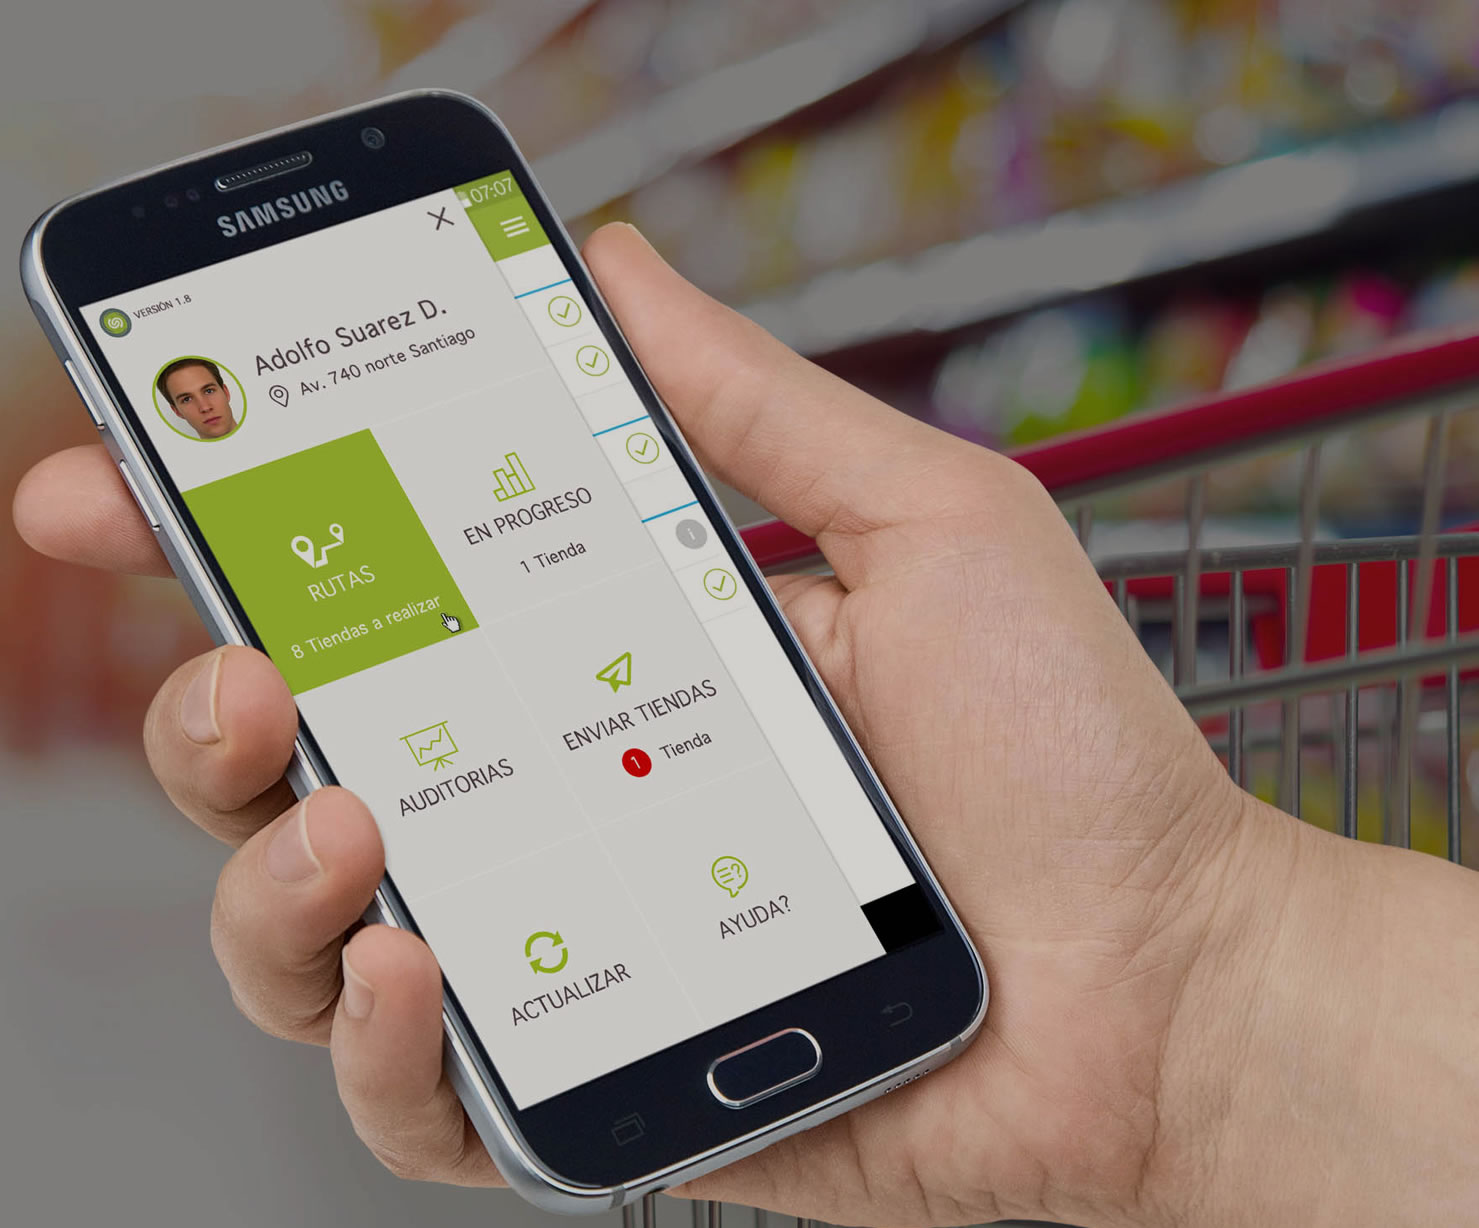 SAMSUNG
07:07
VERSIÓN 1.8
Adolfo Suarez D.
Av. 740 norte Santiago
RUTAS
8 Tiendas a realizar
EN PROGRESO
1 Tienda
AUDITORIAS
ENVIAR TIENDAS
1 Tienda
ACTUALIZAR
AYUDA?